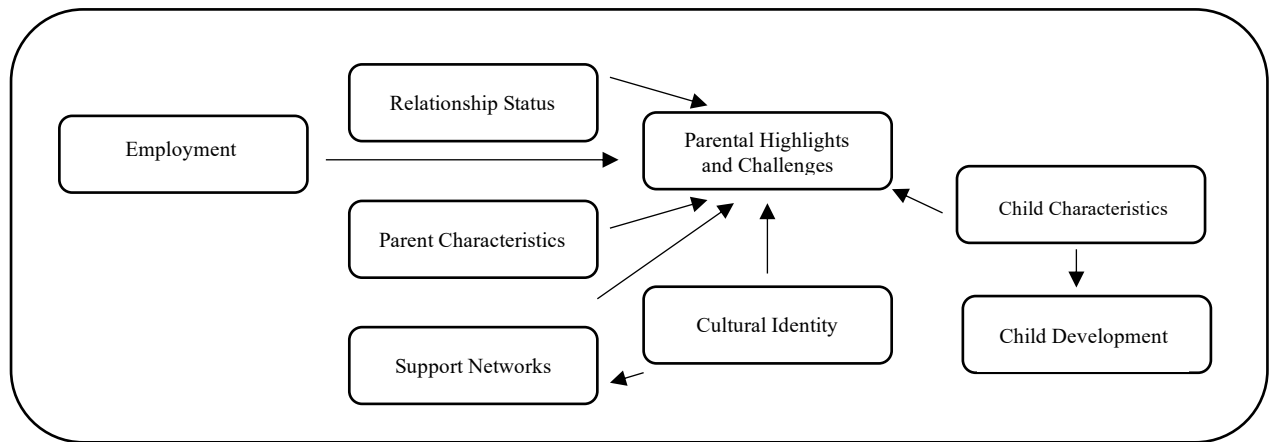 Relationship Status
Employment
Parental Highlights
and Challenges
Child Characteristics
Parent Characteristics
Cultural Identity
Child Development
Support Networks